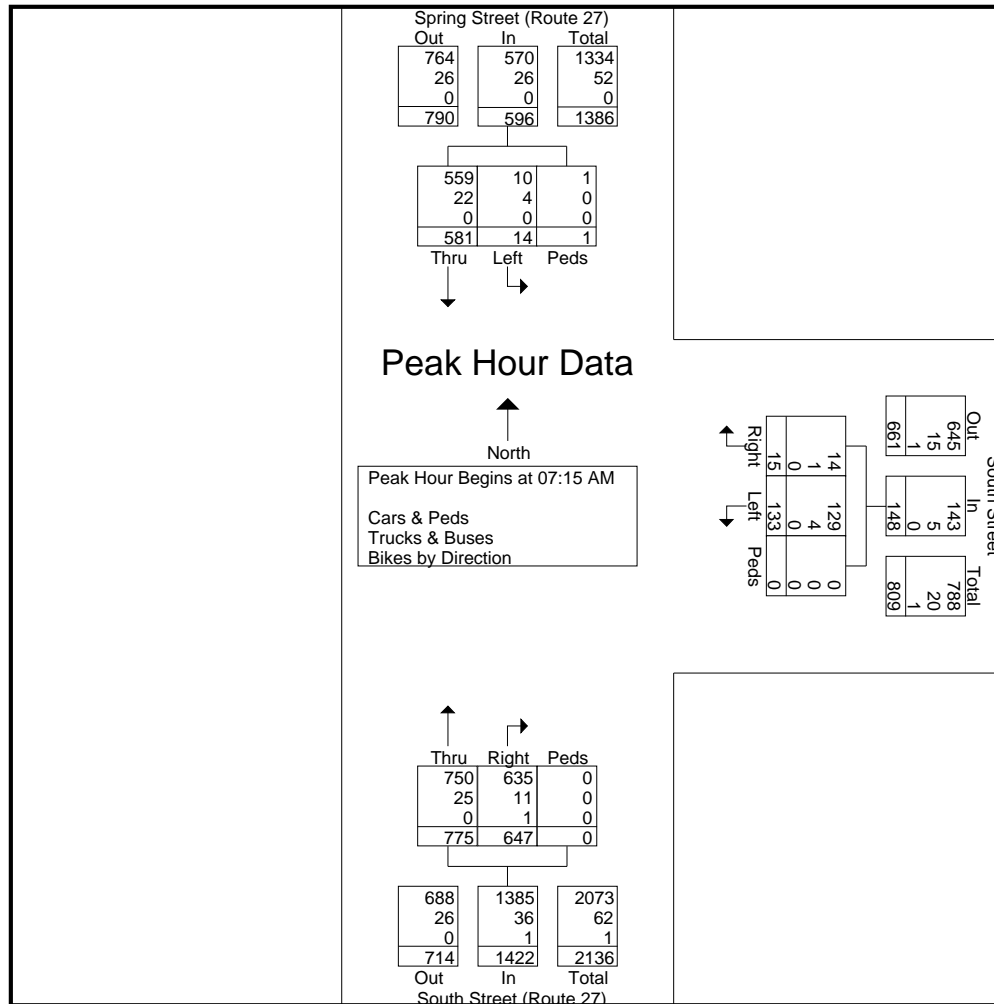 Spring Street (Route 27)
Out In Total
764 570 1334
26 26 52
0 0 0
790 596 1386
559 10 1
22 4 0
0 0 0
581 14 1
Thru Left Peds
Peak Hour Data
North
Peak Hour Begins at 07:15 AM
Cars & Peds
Trucks & Buses
Bikes by Direction
South Street
Out In Total
645 143 788
15 5 20
1 0 1
661 148 809
14 129 0
1 4 0
0 0 0
15 133 0
Right Left Peds
Thru Right Peds
750 635 0
25 11 0
0 1 0
775 647 0
688 1385 2073
26 36 62
0 1 1
714 1422 2136
Out In Total
South Street (Route 27)